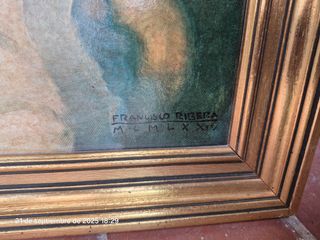 FRANCISCO RIBERA
21 de septiembre de 2025 18:29